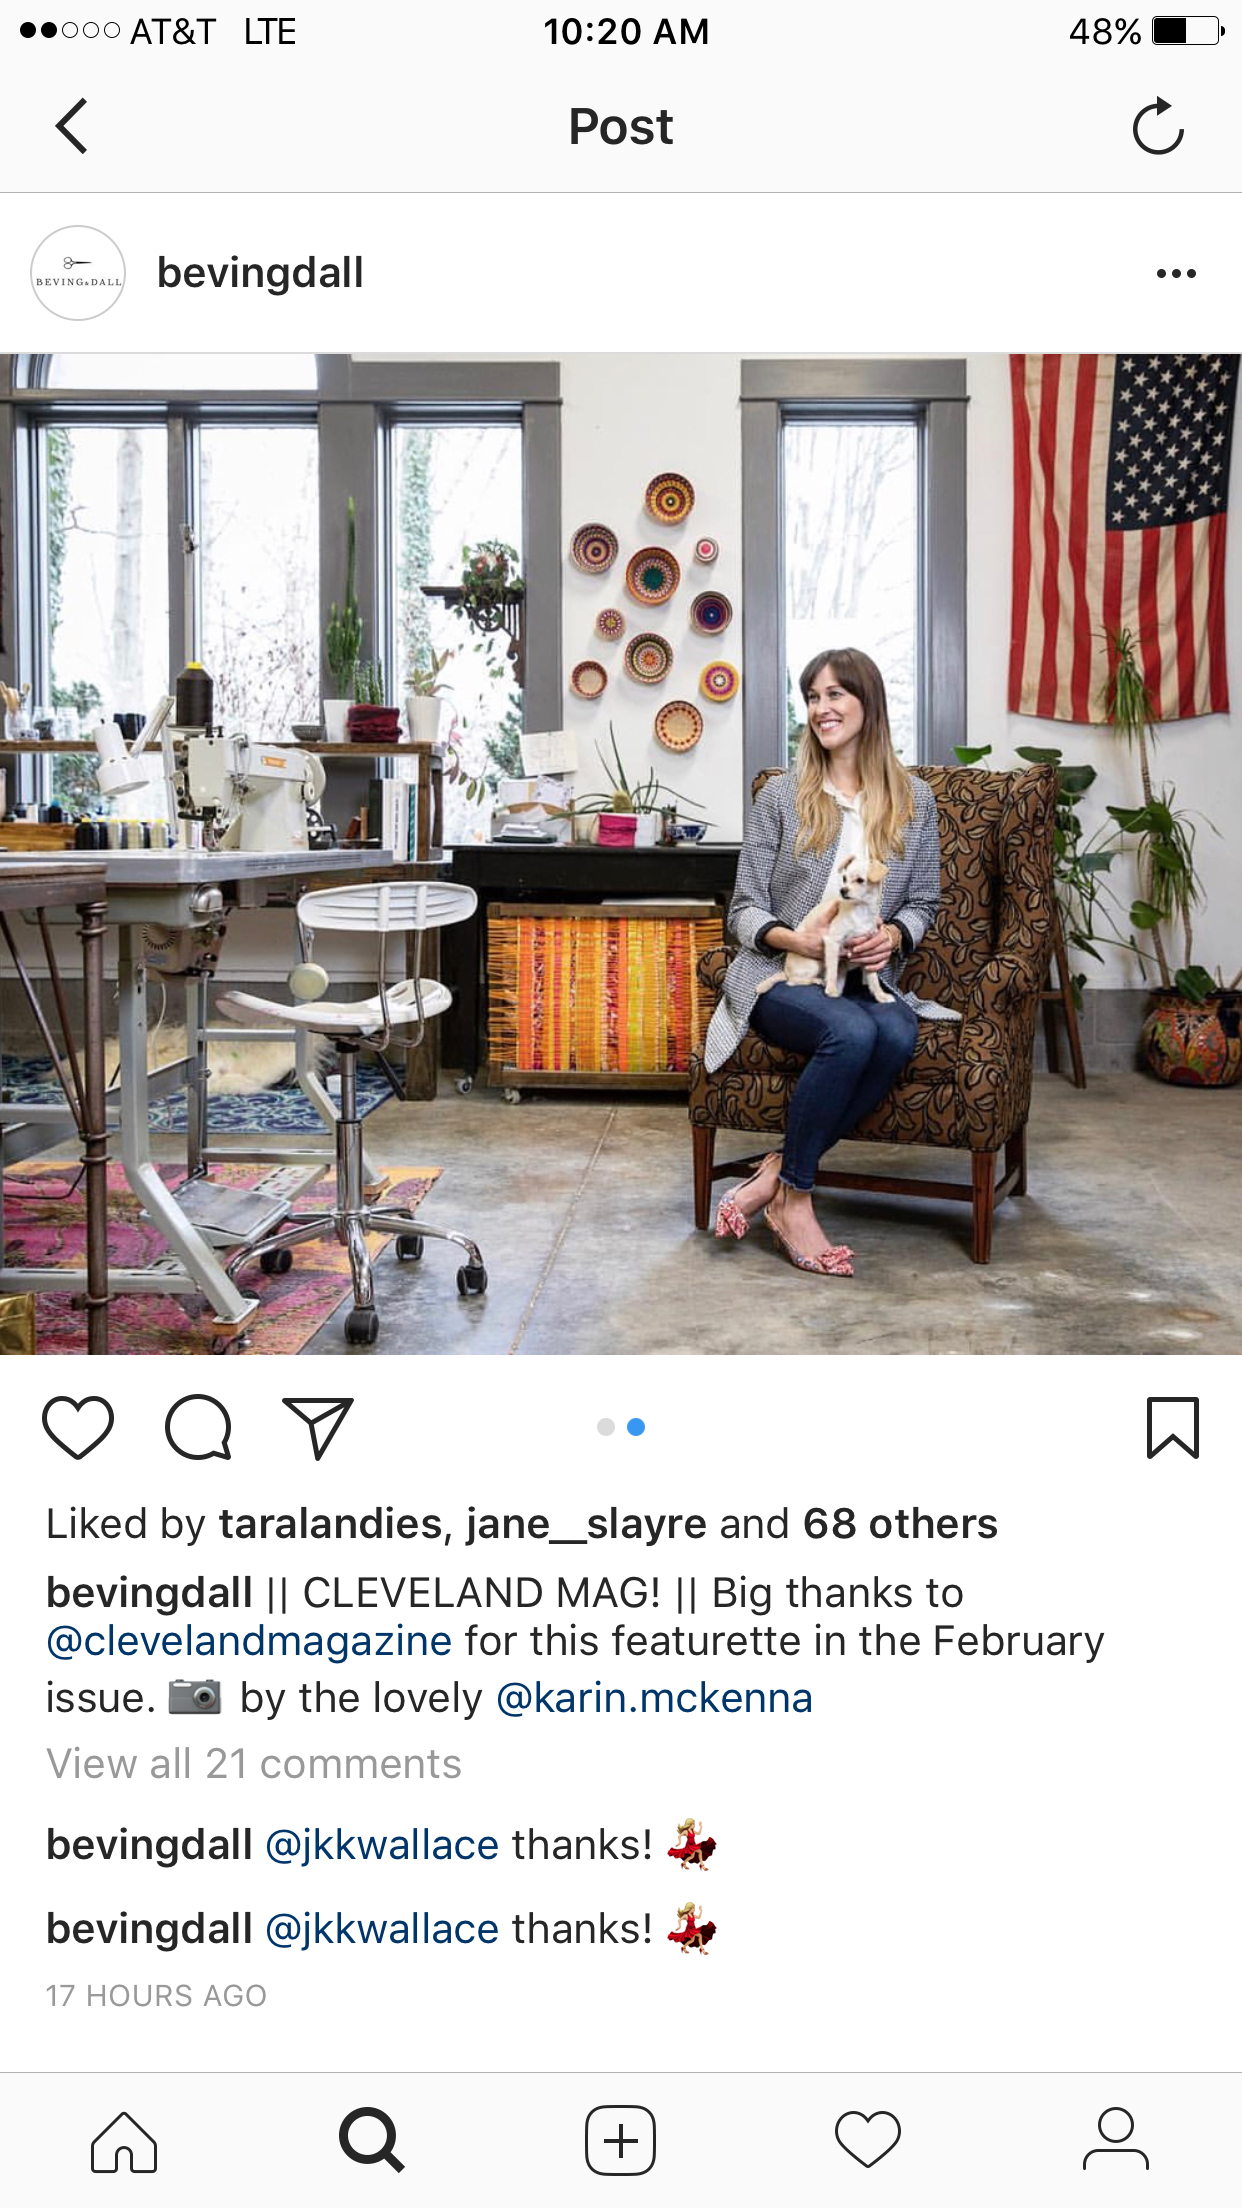 AT&T LTE 10:20 AM 48%
Post
BEVING&DALL
bevingdall
Liked by taralandies, jane__slayre and 68 others
bevingdall || CLEVELAND MAG! || Big thanks to
@clevelandmagazine for this featurette in the February
issue. 📷 by the lovely @karin.mckenna
View all 21 comments
bevingdall @jkkwallace thanks! 💃🏼
bevingdall @jkkwallace thanks! 💃🏼
17 HOURS AGO